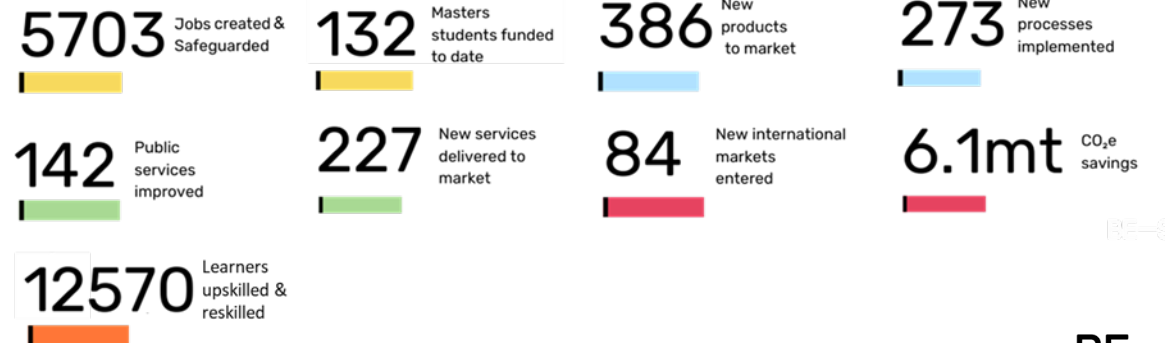 5703 Jobs created &
Safeguarded
132 Masters
students funded
to date
386 New
products
to market
273 New
processes
implemented
142 Public
services
improved
227 New services
delivered to
market
84 New international
markets
entered
6.1mt CO₂e
savings
12570 Learners
upskilled &
reskilled